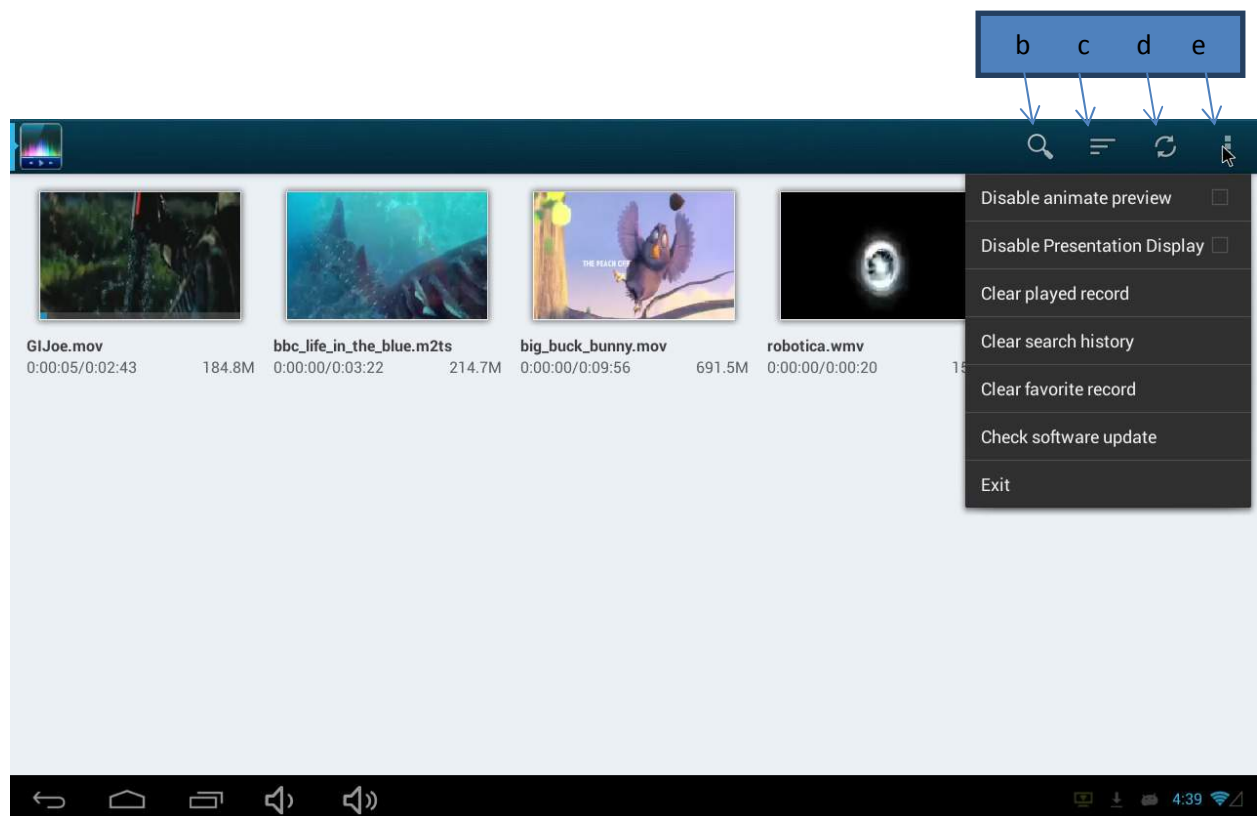 b c d e
THE PEACH OPE
GIJoe.mov
0:00:05/0:02:43 184.8M
bbc_life_in_the_blue.m2ts
0:00:00/0:03:22 214.7M
big_buck_bunny.mov
0:00:00/0:09:56 691.5M
robotica.wmv
0:00:00/0:00:20
Disable animate preview
Disable Presentation Display
Clear played record
Clear search history
Clear favorite record
Check software update
Exit
4:39